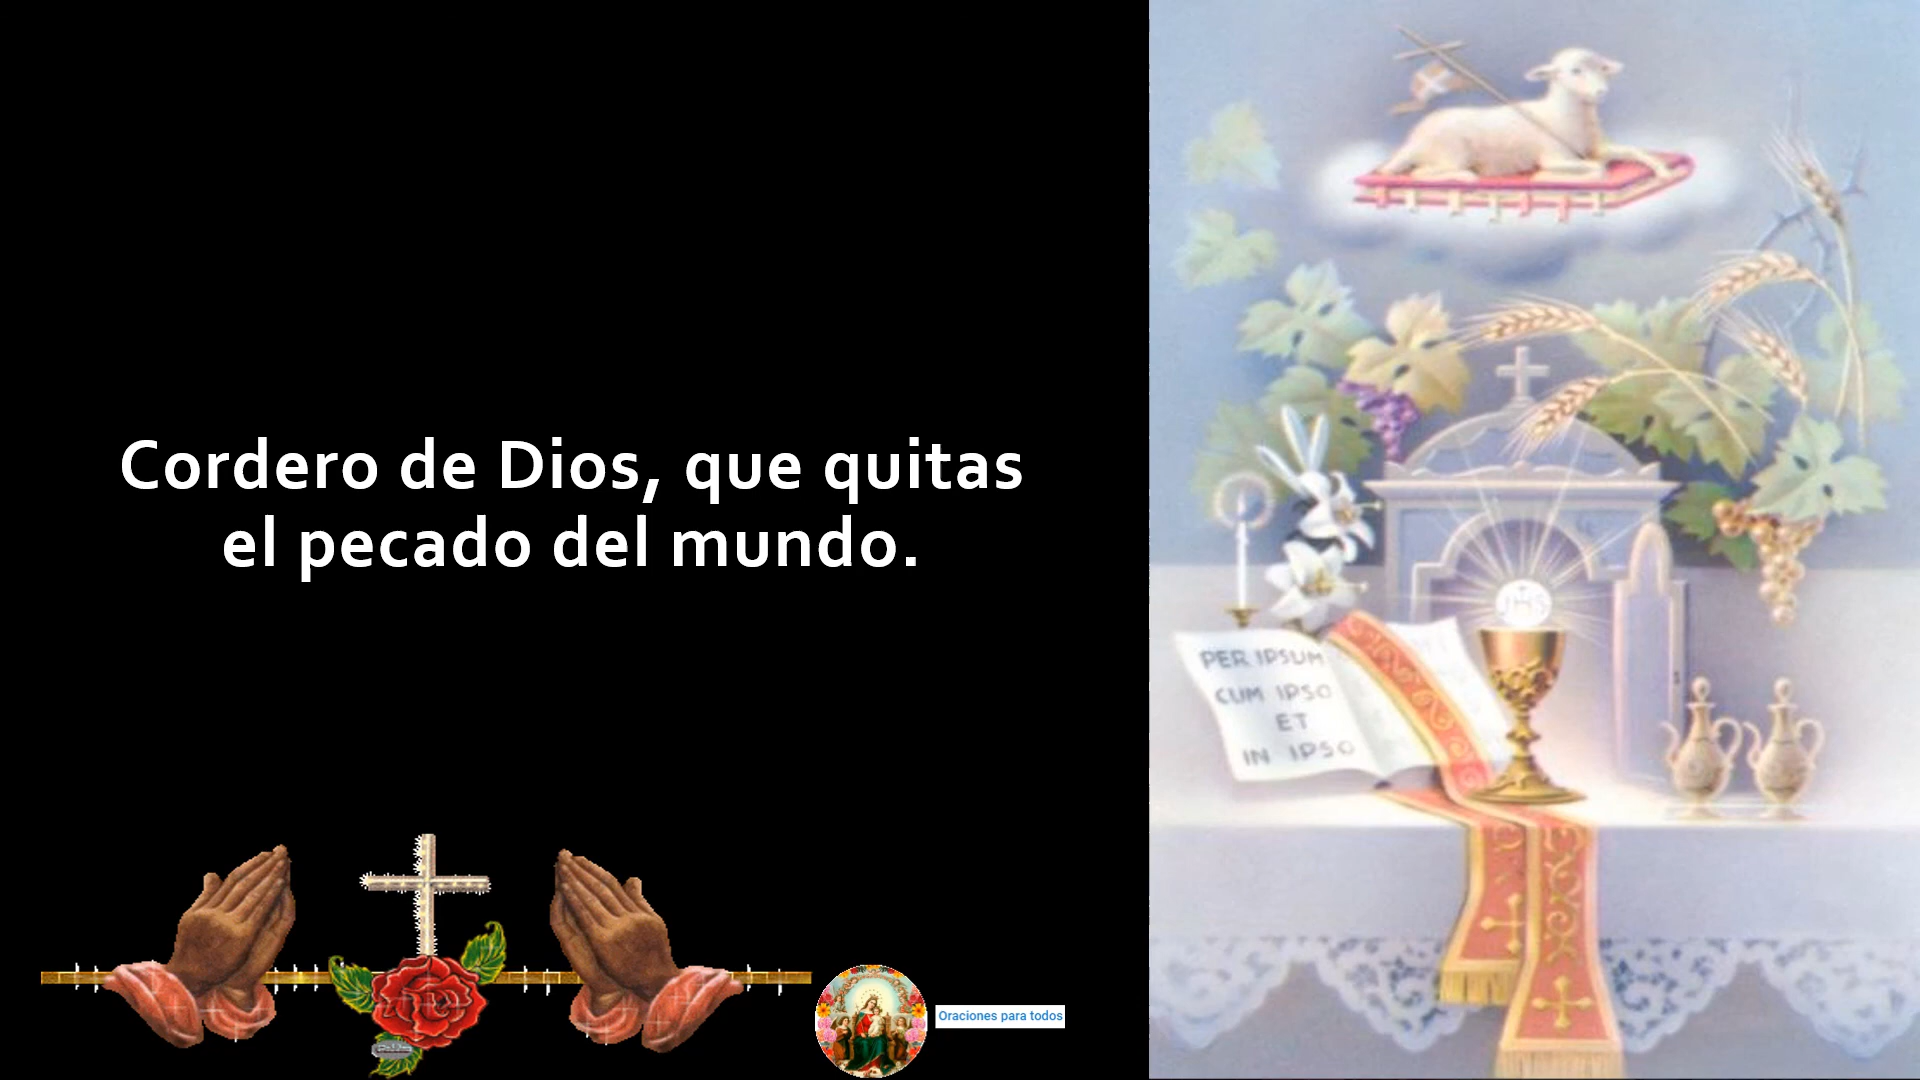 Cordero de Dios, que quitas
el pecado del mundo.
JHS
PER IPSUM
CUM IPSO
ET
IN IPSO
Oraciones para todos